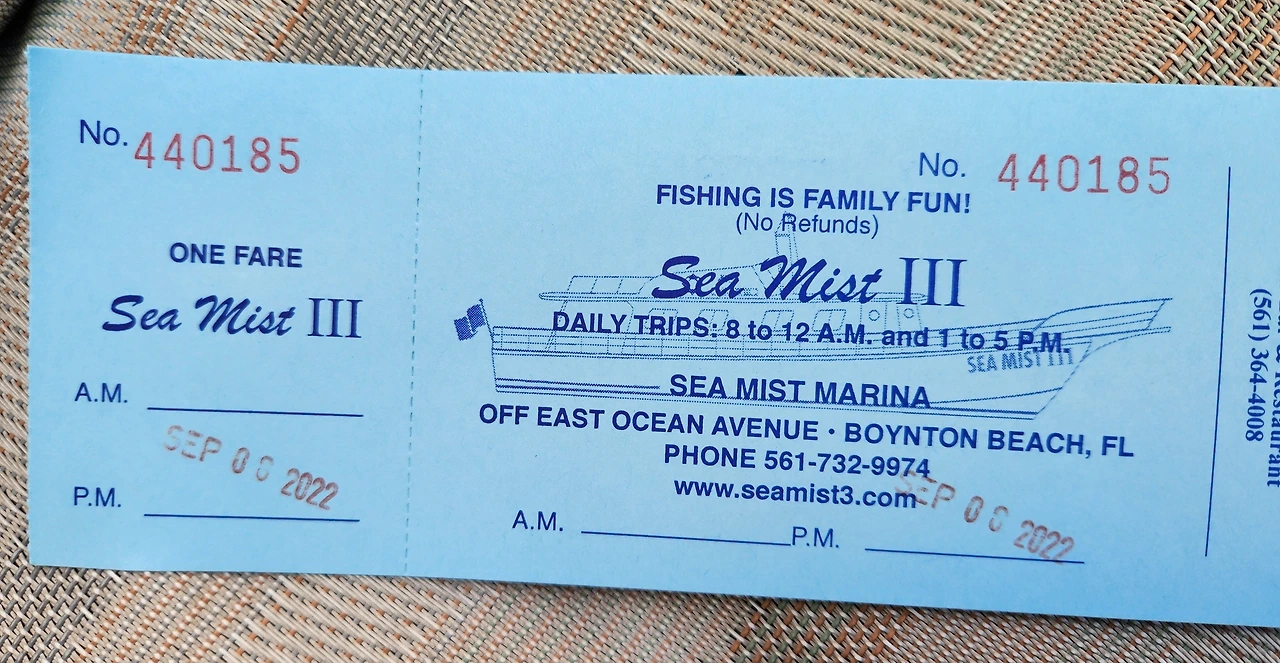 No. 440185
ONE FARE
Sea Mist III
A.M.
SEP 2022
P.M.
No. 440185
FISHING IS FAMILY FUN!
(No Refunds)
Sea Mist III
DAILY TRIPS: 8 to 12 A.M. and 1 to 5 P.M.
SEA MIST III
SEA MIST MARINA
OFF EAST OCEAN AVENUE • BOYNTON BEACH, FL
PHONE 561-732-9974
www.seamist3.com
SEP 2022
A.M. P.M.
Restaurant
(561) 364-4008